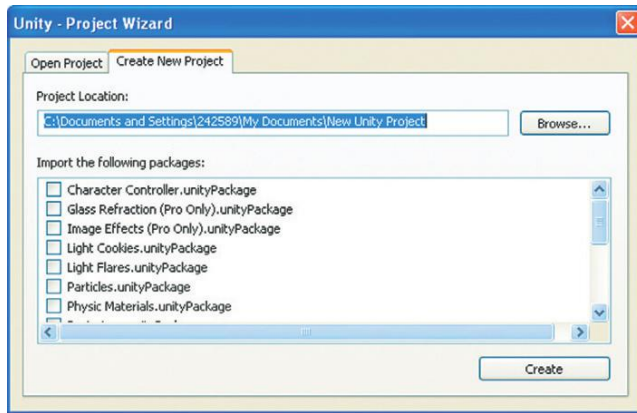 Unity - Project Wizard
Open Project
Create New Project
Project Location:
C:\Documents and Settings\242589\My Documents\New Unity Project
Browse...
Import the following packages:
Character Controller.unityPackage
Glass Refraction (Pro Only).unityPackage
Image Effects (Pro Only).unityPackage
Light Cookies.unityPackage
Light Flares.unityPackage
Particles.unityPackage
Physic Materials.unityPackage
Create